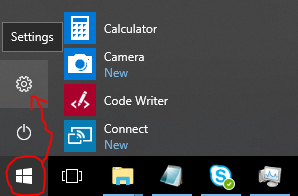 Settings
Calculator
Camera
New
Code Writer
Connect
New